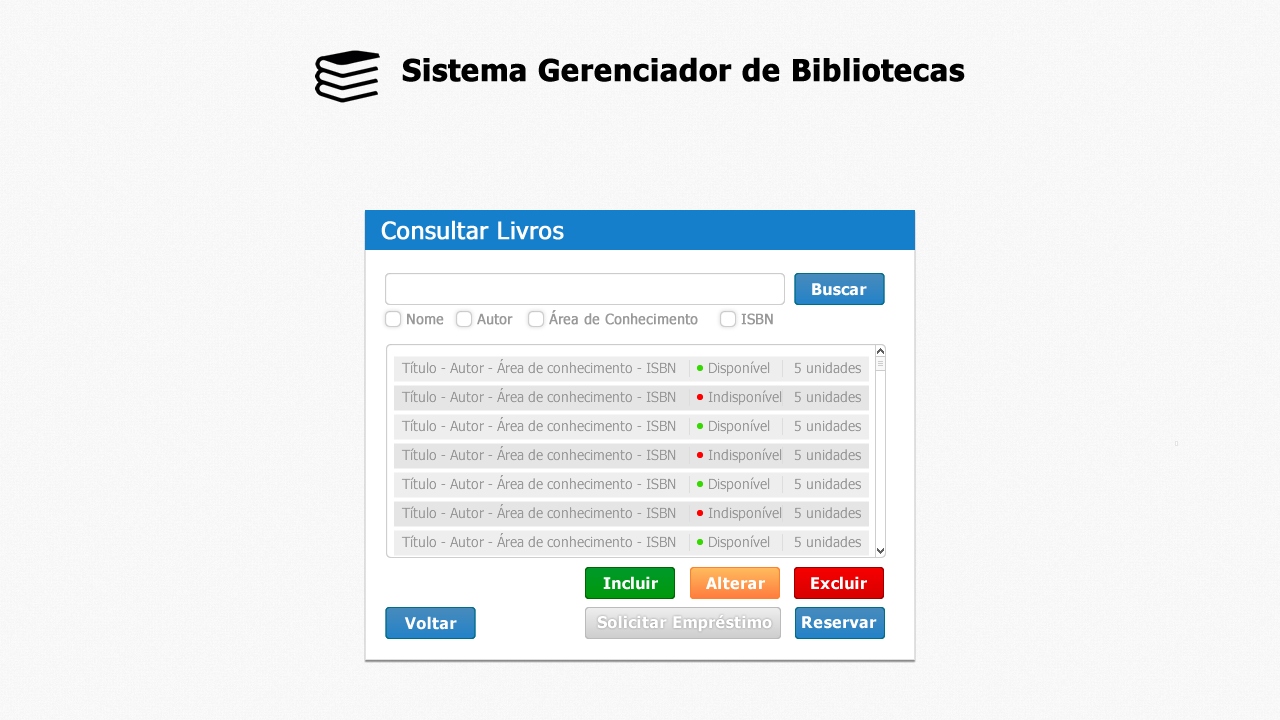 Sistema Gerenciador de Bibliotecas
Consultar Livros
Buscar
Nome Autor Área de Conhecimento ISBN
Título - Autor - Área de conhecimento - ISBN Disponível 5 unidades
Título - Autor - Área de conhecimento - ISBN Indisponível 5 unidades
Título - Autor - Área de conhecimento - ISBN Disponível 5 unidades
Título - Autor - Área de conhecimento - ISBN Indisponível 5 unidades
Título - Autor - Área de conhecimento - ISBN Disponível 5 unidades
Título - Autor - Área de conhecimento - ISBN Indisponível 5 unidades
Título - Autor - Área de conhecimento - ISBN Disponível 5 unidades
Incluir Alterar Excluir
Voltar Solicitar Empréstimo Reservar